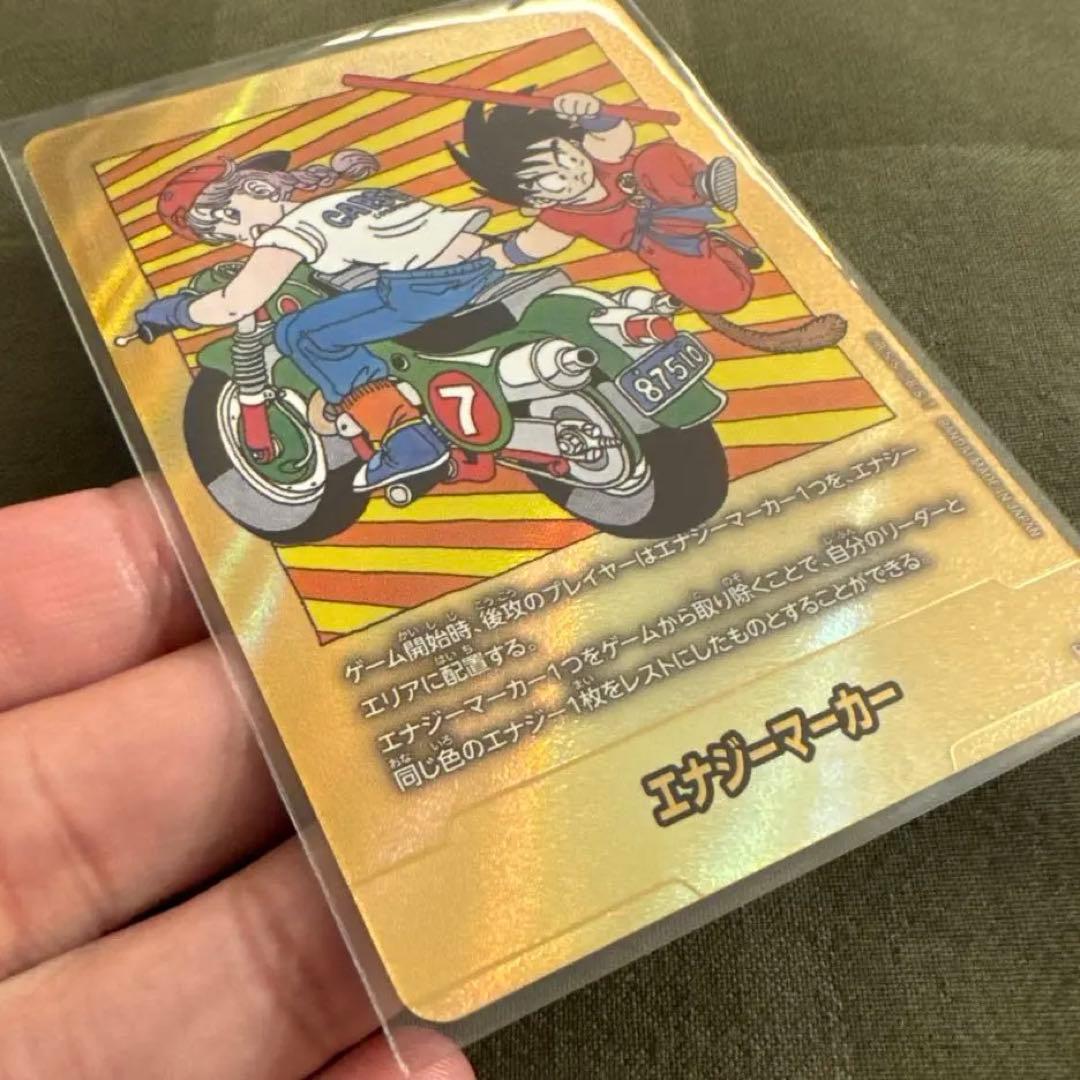 7
87510
ゲーム開始時、後攻のプレイヤーはエナジーマーカー1つを、エナジー
エリアに配置する。
エナジーマーカー1つをゲームから取り除くことで、自分のリーダーと
同じ色のエナジー1枚をレストにしたものとすることができる
エナジーマーカー
MADE IN JAPAN